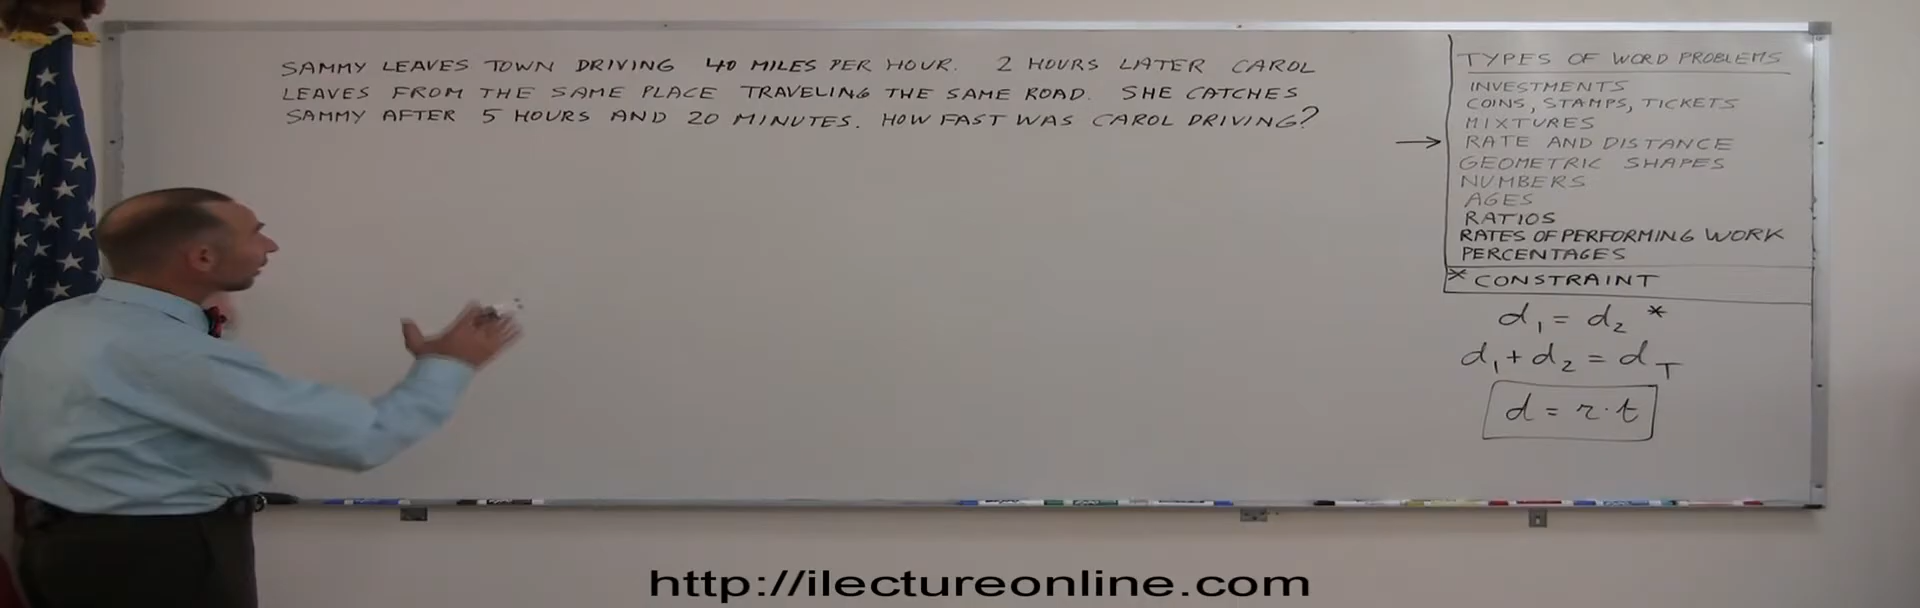 SAMMY LEAVES TOWN DRIVING 40 MILES PER HOUR. 2 HOURS LATER CAROL
LEAVES FROM THE SAME PLACE TRAVELING THE SAME ROAD. SHE CATCHES
SAMMY AFTER 5 HOURS AND 20 MINUTES. HOW FAST WAS CAROL DRIVING?
TYPES OF WORD PROBLEMS
INVESTMENTS
COINS, STAMPS, TICKETS
MIXTURES
→ RATE AND DISTANCE
GEOMETRIC SHAPES
NUMBERS
AGES
RATIOS
RATES OF PERFORMING WORK
PERCENTAGES
* CONSTRAINT
d₁ = d₂ *
d₁ + d₂ = d_T
d = r · t
http://ilectureonline.com